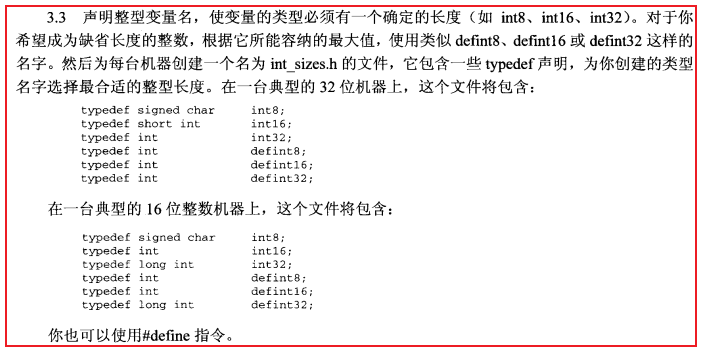 3.3 声明整型变量名，使变量的类型必须有一个确定的长度（如 int8、int16、int32）。对于你
希望成为缺省长度的整数，根据它所能容纳的最大值，使用类似 defint8、defint16 或 defint32 这样的
名字。然后为每台机器创建一个名为 int_sizes.h 的文件，它包含一些 typedef 声明，为你创建的类型
名字选择最合适的整型长度。在一台典型的 32 位机器上，这个文件将包含：
typedef signed char int8;
typedef short int int16;
typedef int int32;
typedef int defint8;
typedef int defint16;
typedef int defint32;
在一台典型的 16 位整数机器上，这个文件将包含：
typedef signed char int8;
typedef int int16;
typedef long int int32;
typedef int defint8;
typedef int defint16;
typedef long int defint32;
你也可以使用#define 指令。